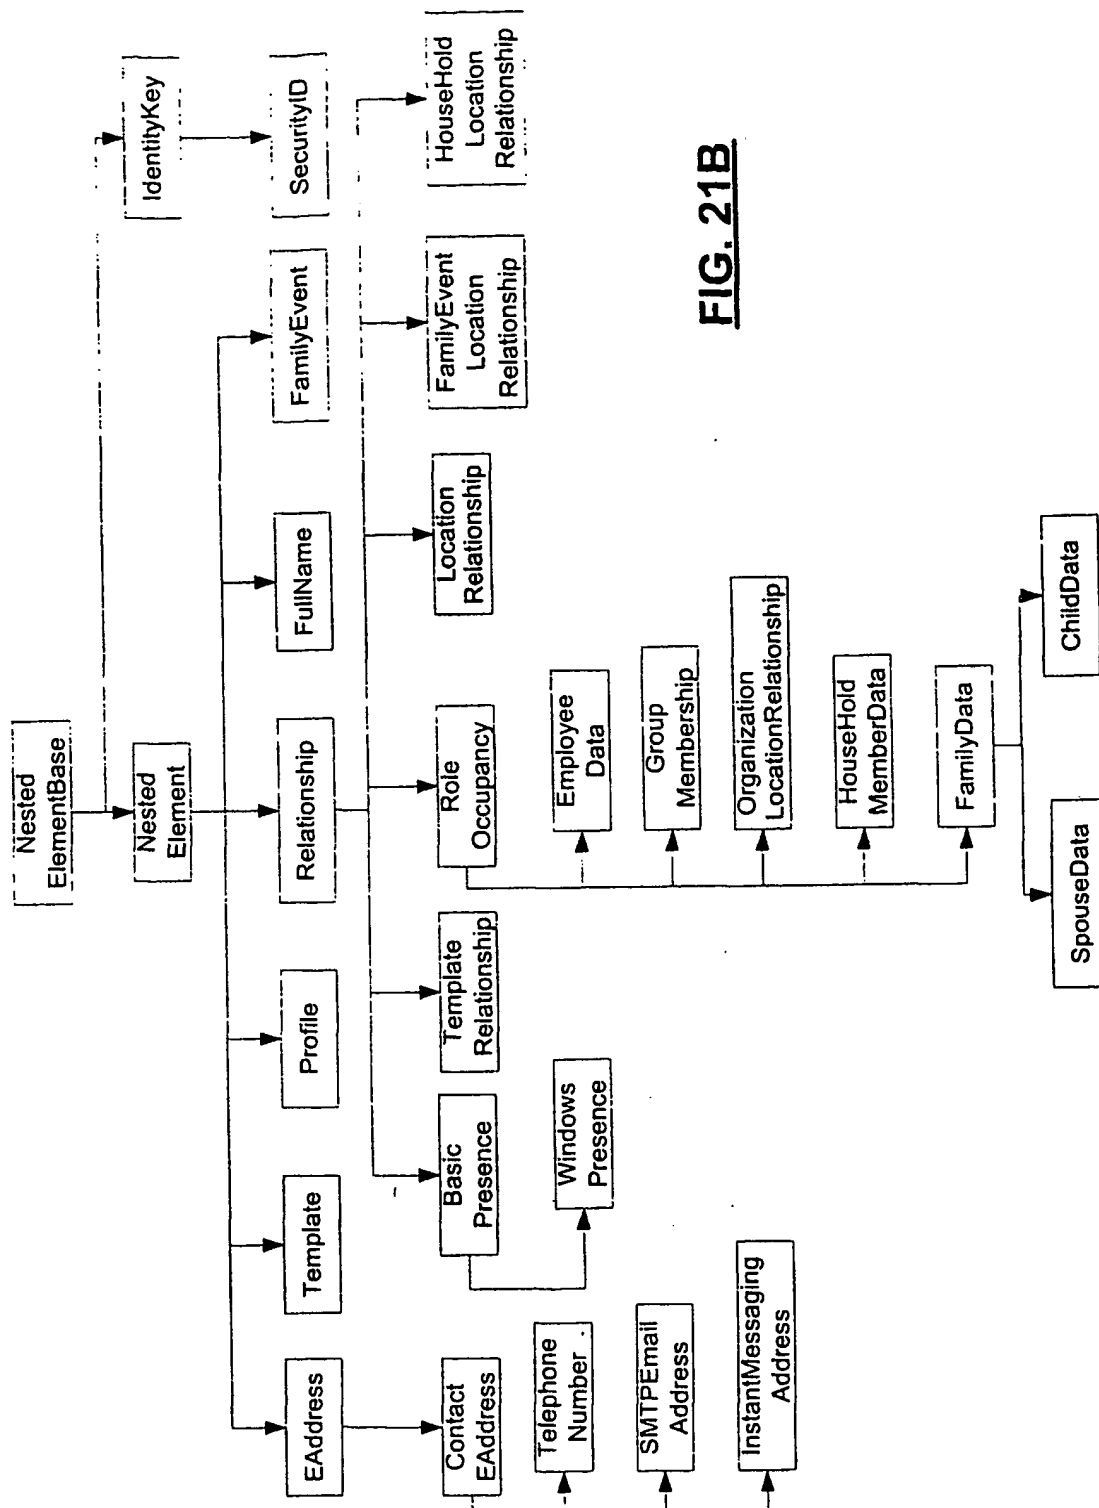 Nested
ElementBase
IdentityKey
Nested
Element
SecurityID
EAddress
Template
Profile
Relationship
FullName
FamilyEvent
Contact
EAddress
Basic
Presence
Template
Relationship
Role
Occupancy
Location
Relationship
FamilyEvent
Location
Relationship
HouseHold
Location
Relationship
Telephone
Number
Windows
Presence
Employee
Data
SMTPEmail
Address
Group
Membership
InstantMessaging
Address
Organization
LocationRelationship
HouseHold
MemberData
FamilyData
SpouseData
ChildData
FIG. 21B